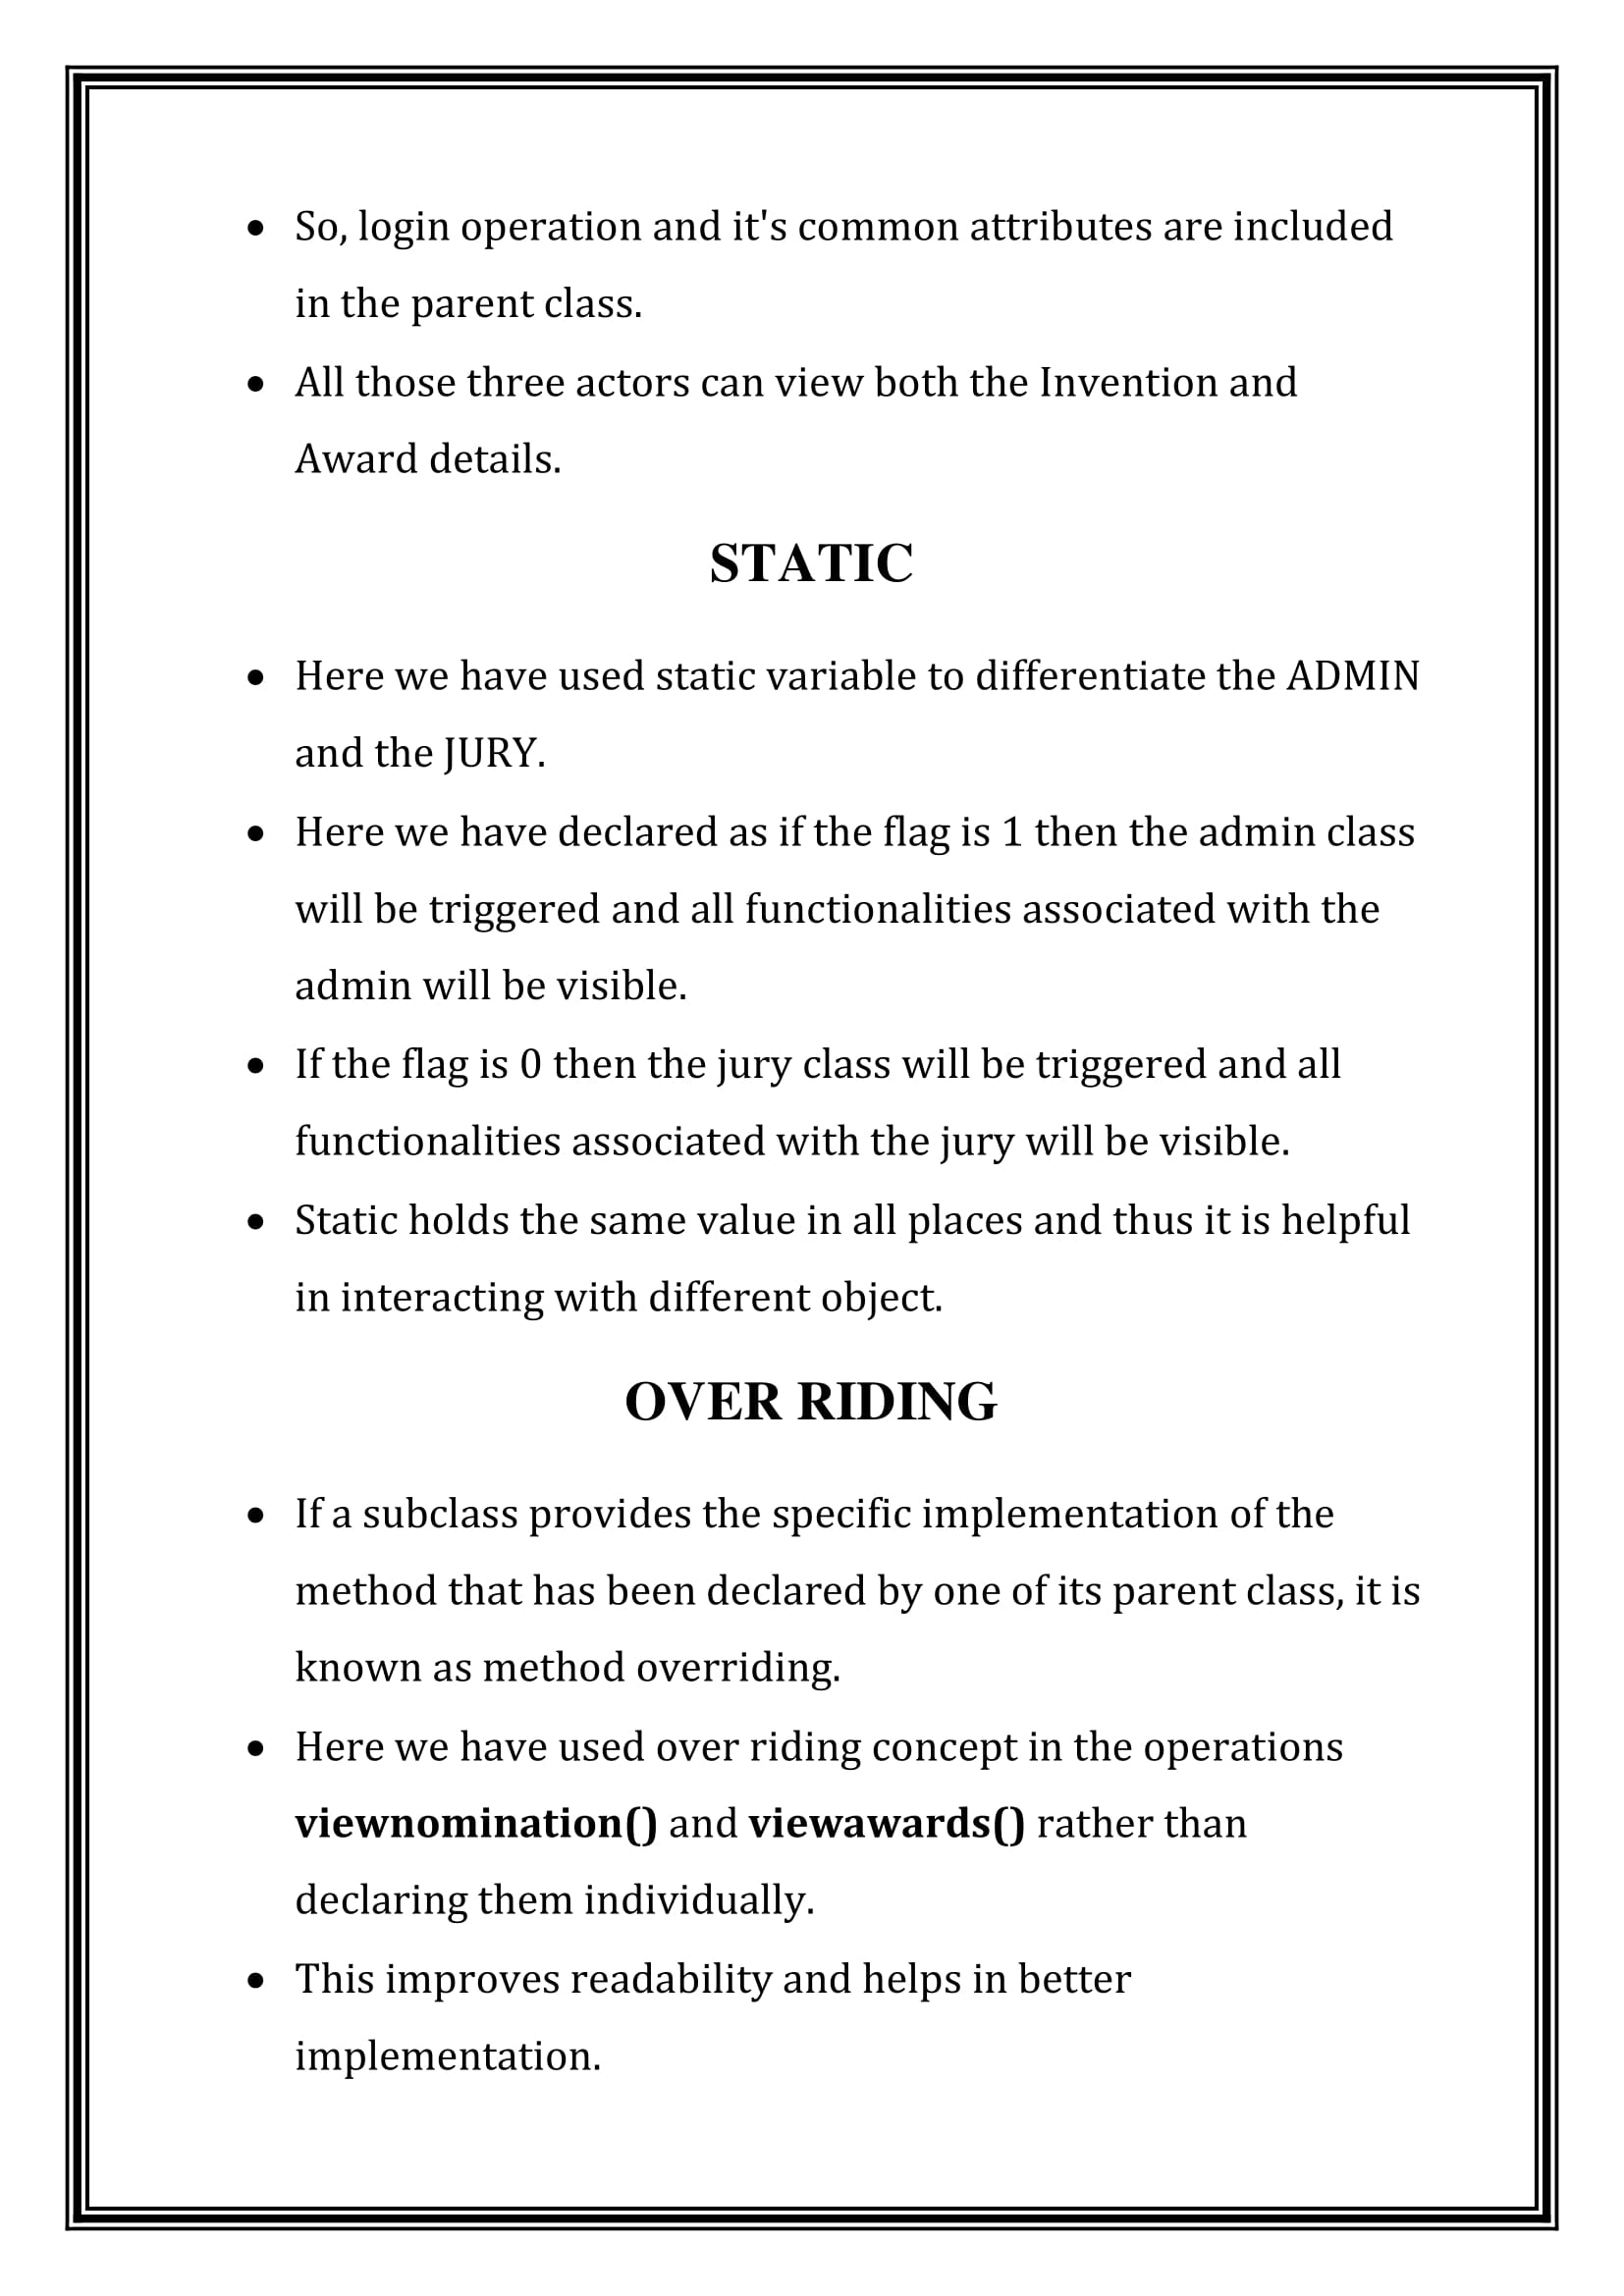 • So, login operation and it's common attributes are included
in the parent class.
• All those three actors can view both the Invention and
Award details.
STATIC
• Here we have used static variable to differentiate the ADMIN
and the JURY.
• Here we have declared as if the flag is 1 then the admin class
will be triggered and all functionalities associated with the
admin will be visible.
• If the flag is 0 then the jury class will be triggered and all
functionalities associated with the jury will be visible.
• Static holds the same value in all places and thus it is helpful
in interacting with different object.
OVER RIDING
• If a subclass provides the specific implementation of the
method that has been declared by one of its parent class, it is
known as method overriding.
• Here we have used over riding concept in the operations
viewnomination() and viewawards() rather than
declaring them individually.
• This improves readability and helps in better
implementation.